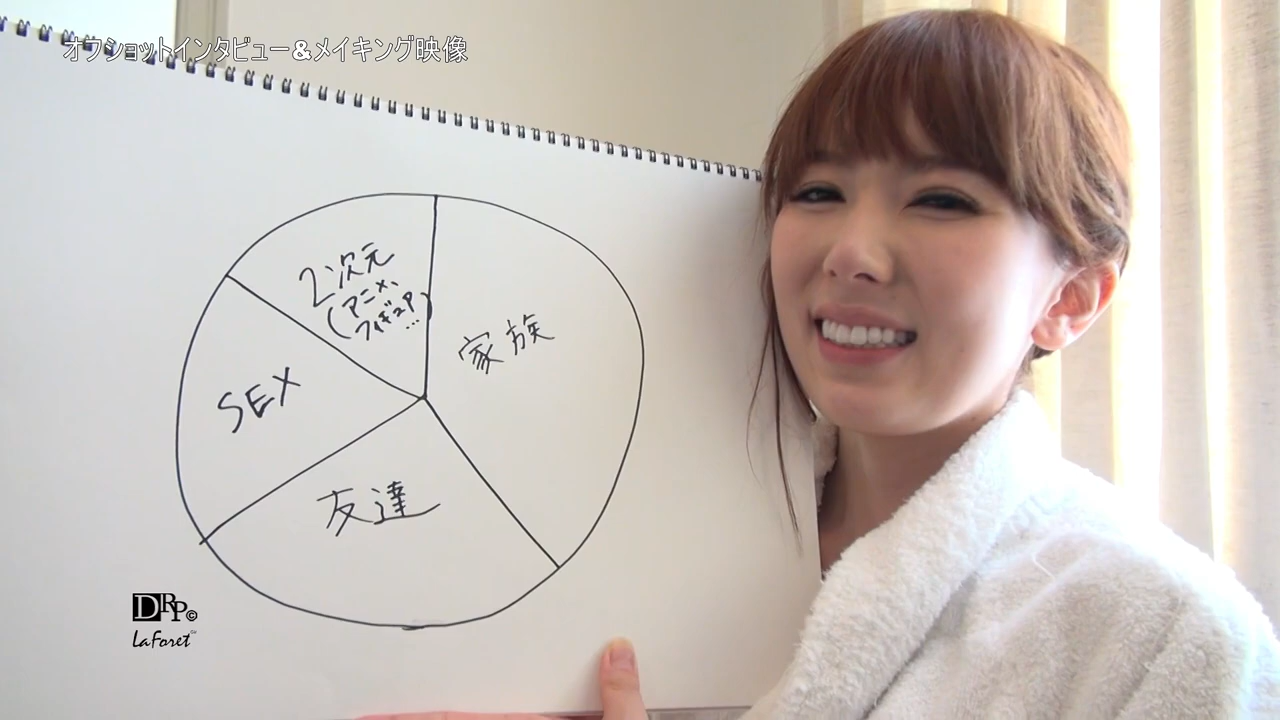 オフショットインタビュー&メイキング映像
2次元
(アニメ、
フィギュア
...)
家族
SEX
友達
DRP©
LaForet